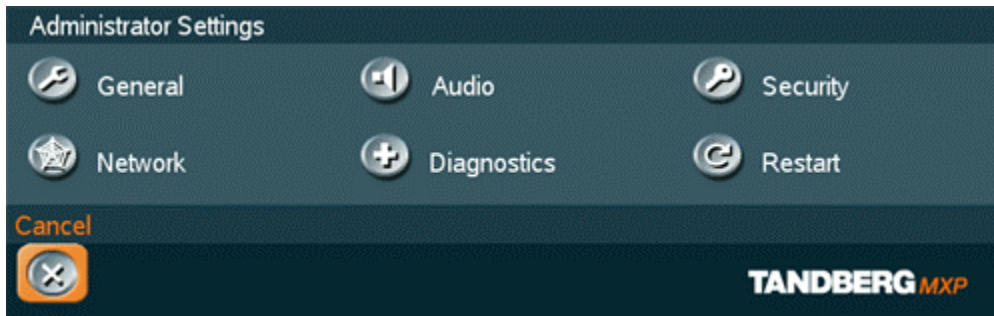 Administrator Settings
General Audio Security
Network Diagnostics Restart
Cancel
TANDBERG MXP